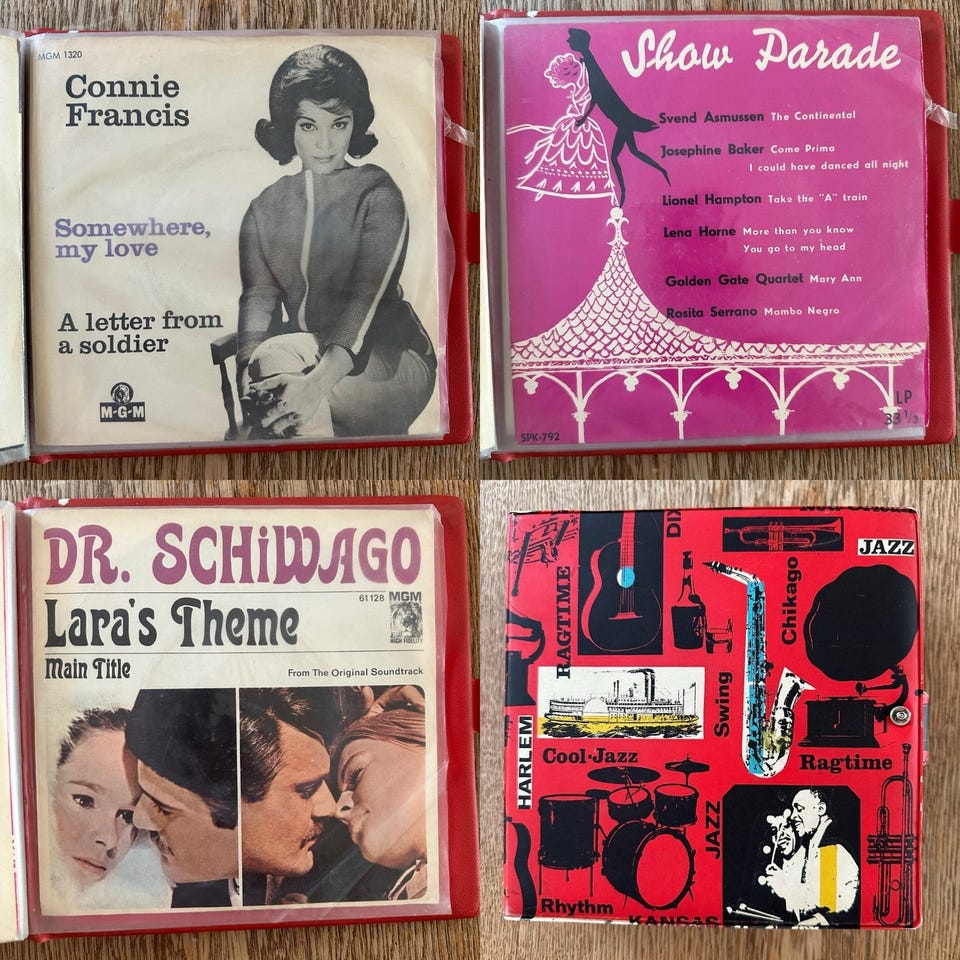 MGM 1320
Connie
Francis
Somewhere,
my love
A letter from
a soldier
M-G-M
Show Parade
Svend Asmussen The Continental
Josephine Baker Come Prima
I could have danced all night
Lionel Hampton Take the "A" train
Lena Horne More than you know
You go to my head
Golden Gate Quartet Mary Ann
Rosita Serrano Mambo Negro
LP
33 1/3
SPK-792
DR. SCHiWAGO
61 128 MGM
HIGH FIDELITY
Lara's Theme
Main Title
From The Original Soundtrack
JAZZ
RAGTIME
Chikago
Swing
HARLEM
Cool-Jazz
Ragtime
JAZZ
Rhythm
KANSAS